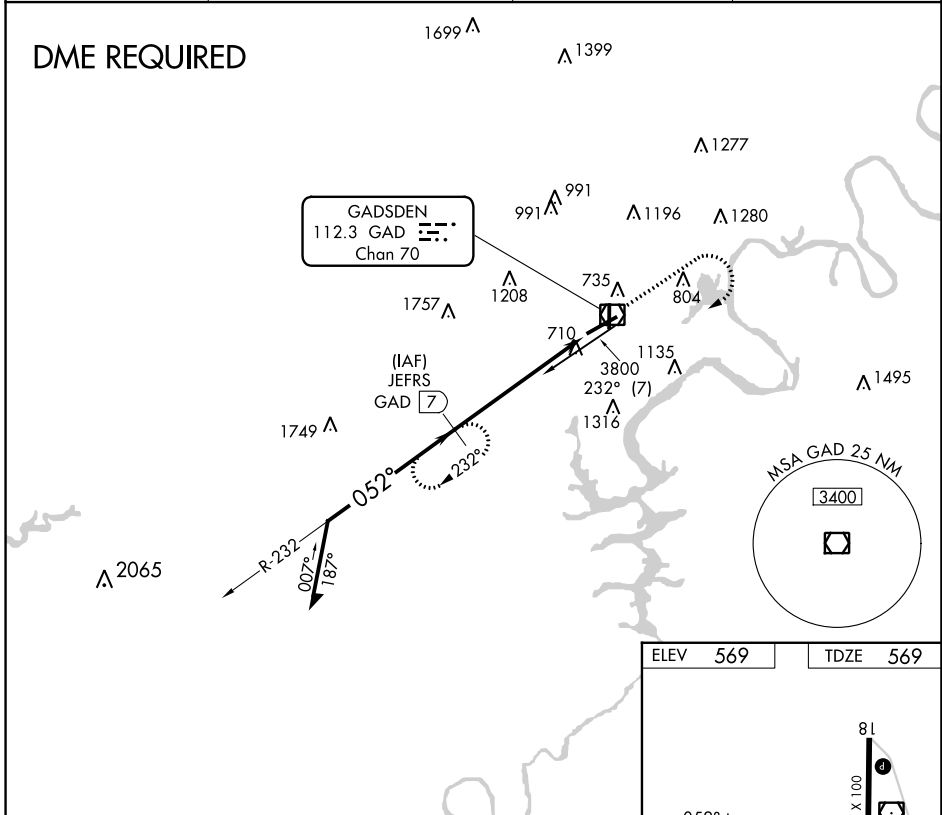 DME REQUIRED
1699
1399
1277
991
991
1196
1280
GADSDEN
112.3 GAD
Chan 70
1208
735
804
1757
710
1135
3800
232° (7)
1316
1495
(IAF)
JEFRS
GAD 7
1749
232°
052°
MSA GAD 25 NM
3400
R-232
007°
187°
2065
ELEV 569
TDZE 569
18
P
X 100